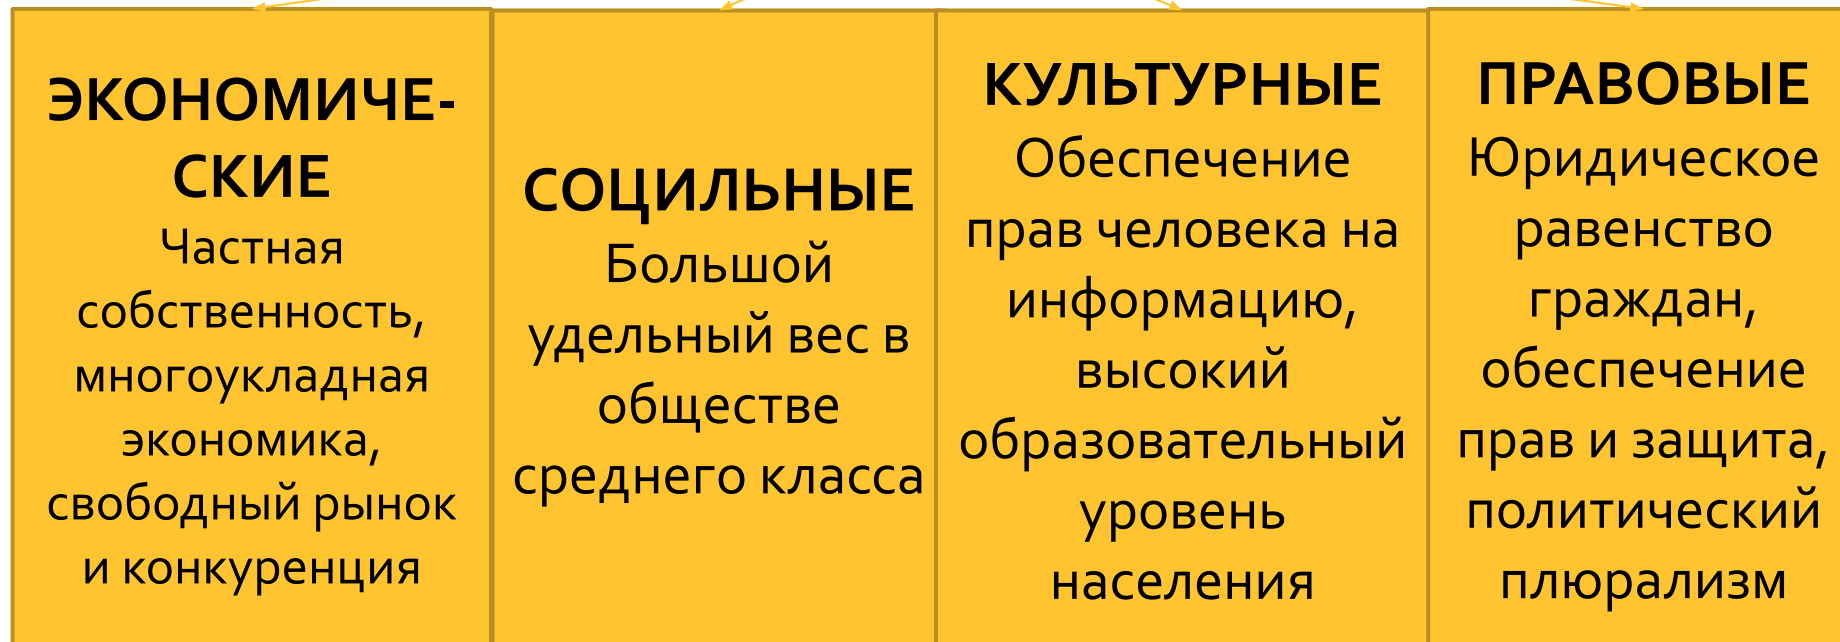 ЭКОНОМИЧЕ-
СКИЕ
Частная
собственность,
многоукладная
экономика,
свободный рынок
и конкуренция
СОЦИЛЬНЫЕ
Большой
удельный вес в
обществе
среднего класса
КУЛЬТУРНЫЕ
Обеспечение
прав человека на
информацию,
высокий
образовательный
уровень
населения
ПРАВОВЫЕ
Юридическое
равенство
граждан,
обеспечение
прав и защита,
политический
плюрализм